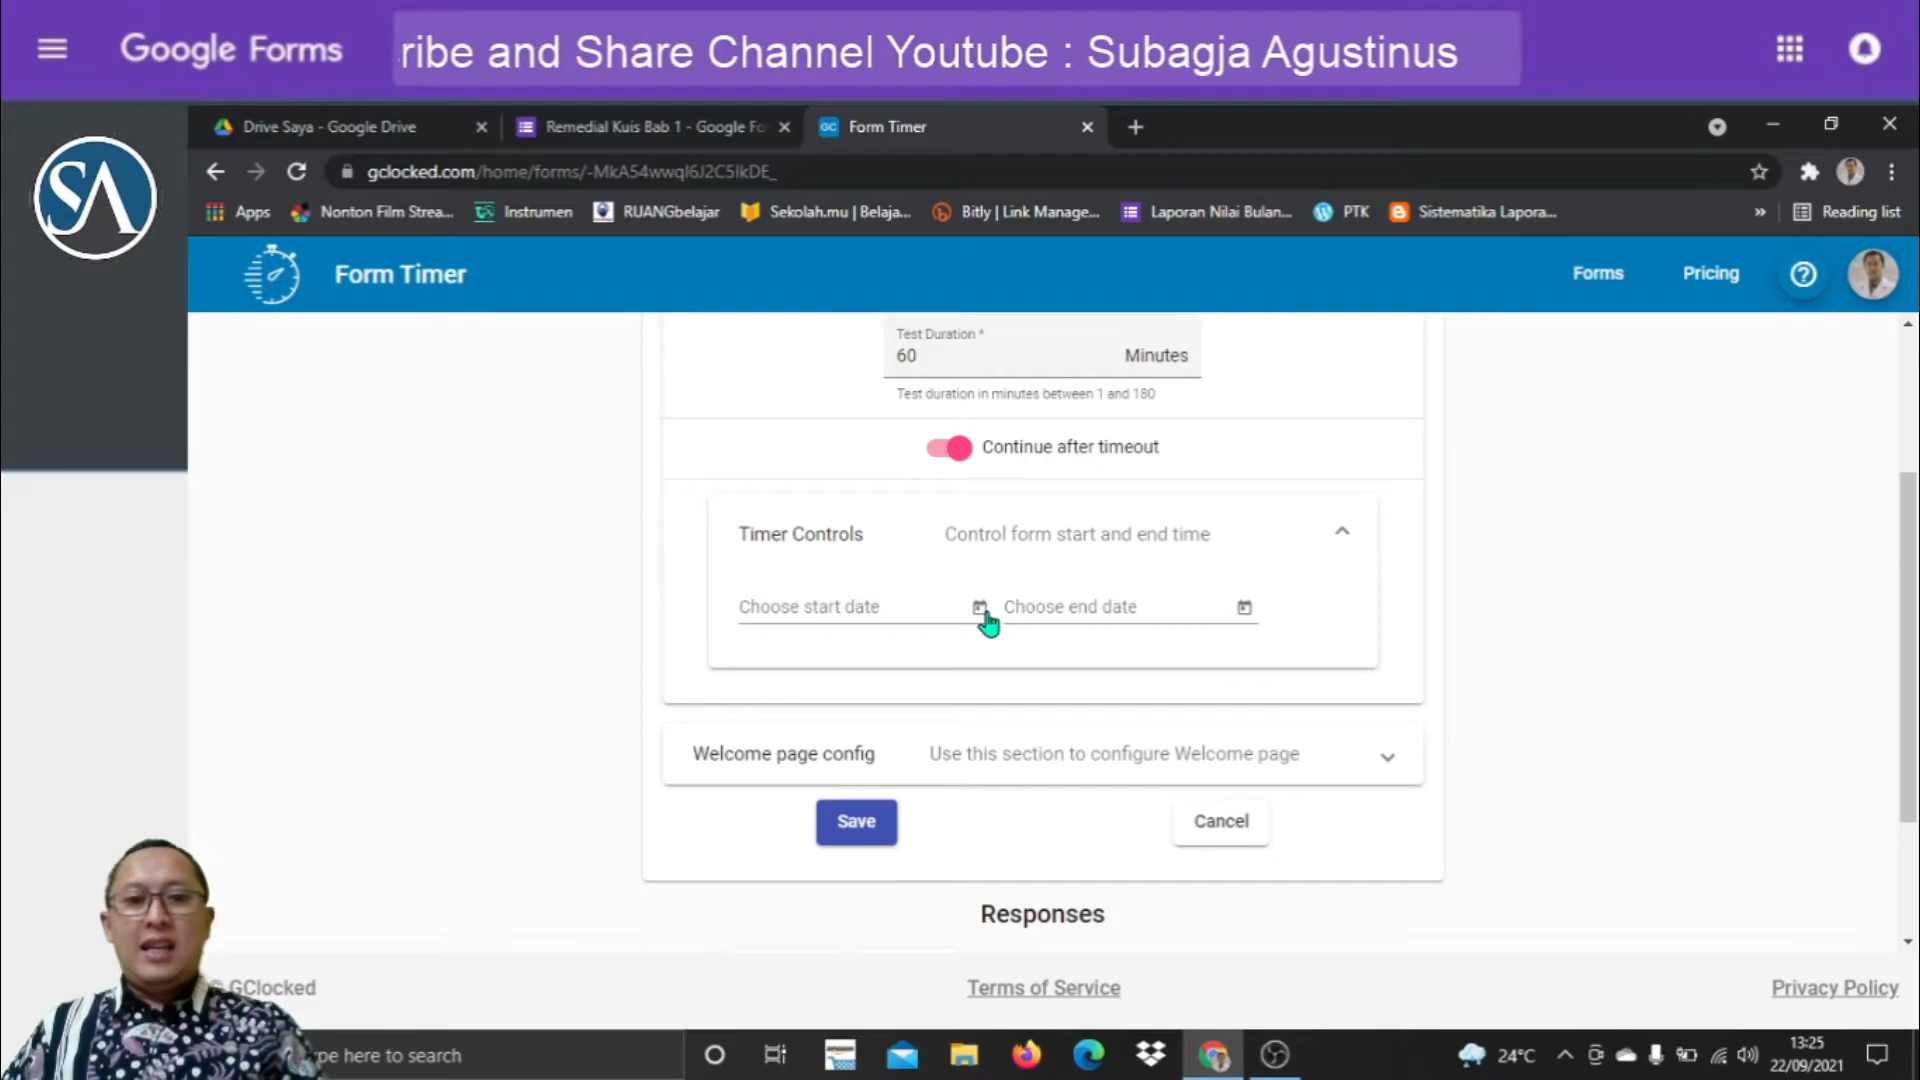 Google Forms
ribe and Share Channel Youtube : Subagja Agustinus
SA
Drive Saya - Google Drive
Remedial Kuis Bab 1 - Google Fo
GC Form Timer
gclocked.com/home/forms/-MkA54wwql6J2C5IkDE_
Apps
Nonton Film Strea...
Instrumen
RUANGbelajar
Sekolah.mu | Belaja...
Bitly | Link Manage...
Laporan Nilai Bulan...
PTK
Sistematika Lapora...
»
Reading list
Form Timer
Forms
Pricing
Test Duration *
60 Minutes
Test duration in minutes between 1 and 180
Continue after timeout
Timer Controls Control form start and end time
Choose start date Choose end date
Welcome page config Use this section to configure Welcome page
Save Cancel
Responses
GClocked
Terms of Service
Privacy Policy
pe here to search
24°C
13:25
22/09/2021